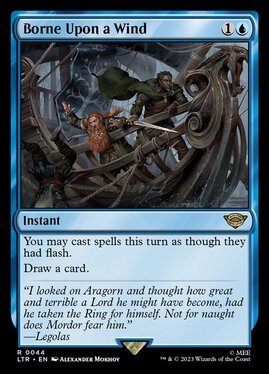 Borne Upon a Wind 1
Instant
You may cast spells this turn as though they
had flash.
Draw a card.
“I looked on Aragorn and thought how great
and terrible a Lord he might have become, had
he taken the Ring for himself. Not for naught
does Mordor fear him.”
—Legolas
R 0044
LTR • EN ALEXANDER MOKHOV
© MEE
™ & © 2023 Wizards of the Coast